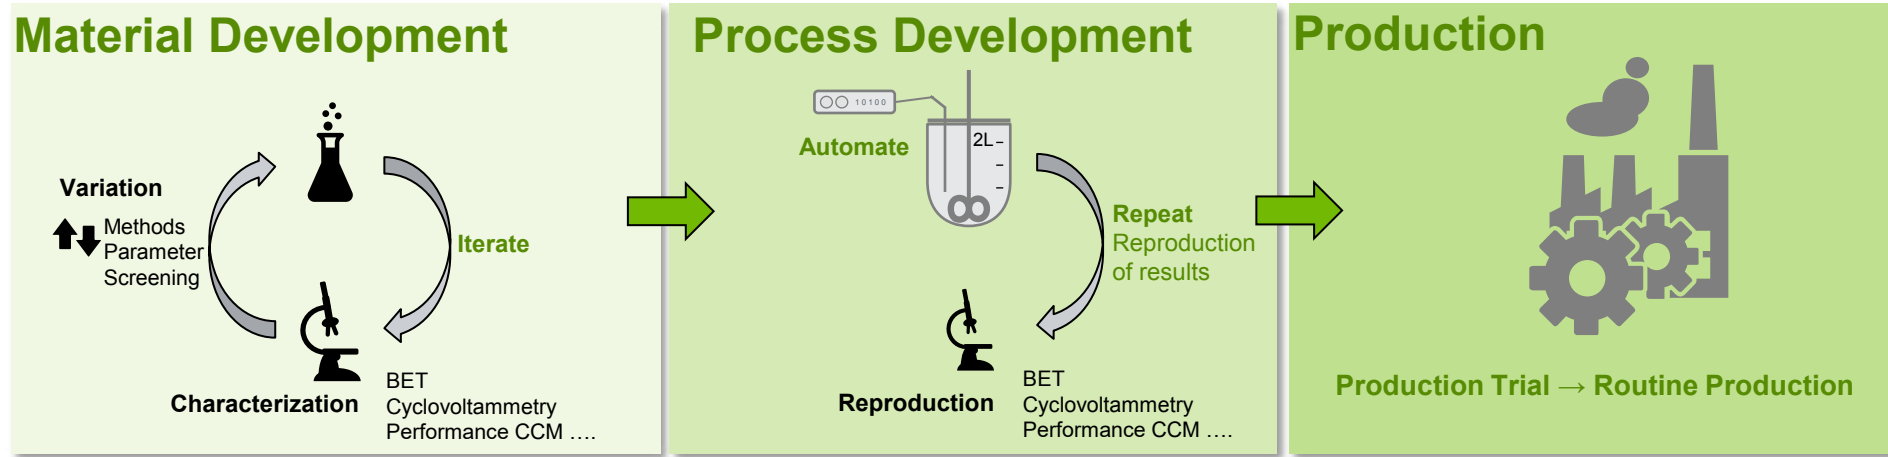 Material Development
Variation
Methods
Parameter
Screening
Iterate
Characterization
BET
Cyclovoltammetry
Performance CCM ….
Process Development
10100
Automate
2L
Repeat
Reproduction
of results
Reproduction
BET
Cyclovoltammetry
Performance CCM ….
Production
Production Trial → Routine Production